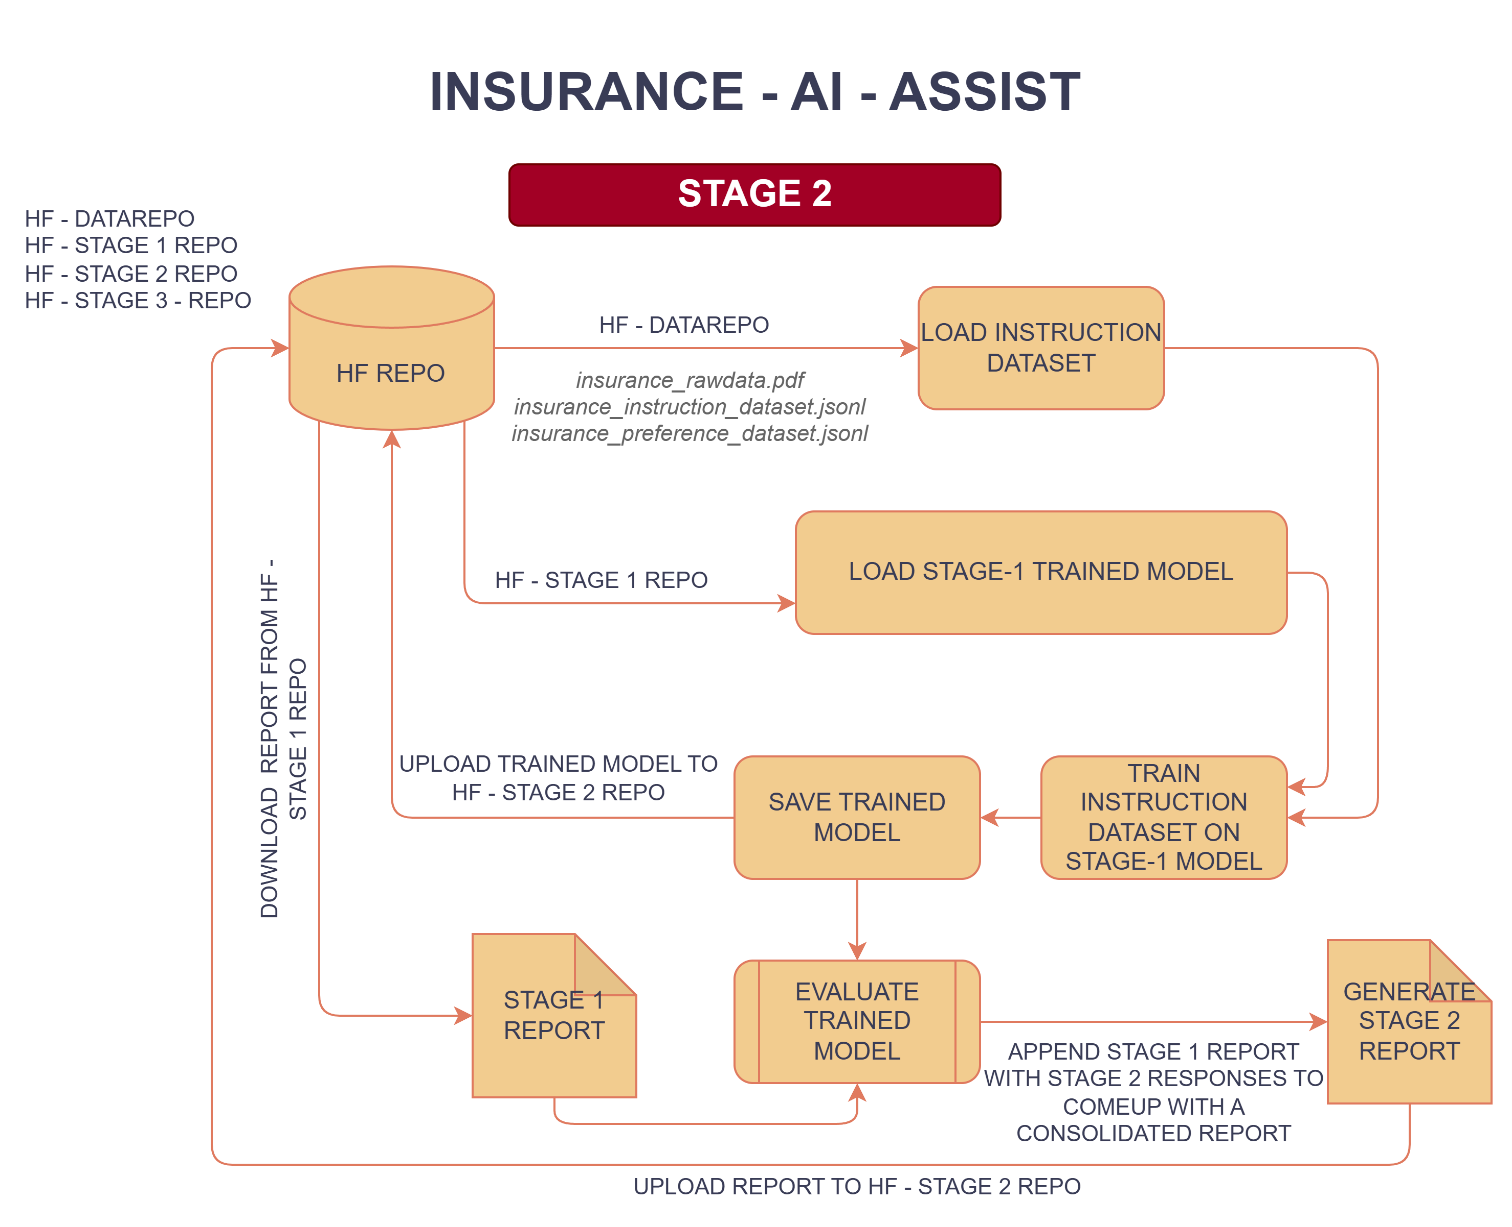 INSURANCE - AI - ASSIST
STAGE 2
HF - DATAREPO
HF - STAGE 1 REPO
HF - STAGE 2 REPO
HF - STAGE 3 - REPO
HF REPO
HF - DATAREPO
insurance_rawdata.pdf
insurance_instruction_dataset.jsonl
insurance_preference_dataset.jsonl
LOAD INSTRUCTION
DATASET
HF - STAGE 1 REPO
LOAD STAGE-1 TRAINED MODEL
DOWNLOAD  REPORT FROM HF -
STAGE 1 REPO
UPLOAD TRAINED MODEL TO
HF - STAGE 2 REPO
SAVE TRAINED
MODEL
TRAIN
INSTRUCTION
DATASET ON
STAGE-1 MODEL
STAGE 1
REPORT
EVALUATE
TRAINED
MODEL
APPEND STAGE 1 REPORT
WITH STAGE 2 RESPONSES TO
COMEUP WITH A
CONSOLIDATED REPORT
GENERATE
STAGE 2
REPORT
UPLOAD REPORT TO HF - STAGE 2 REPO